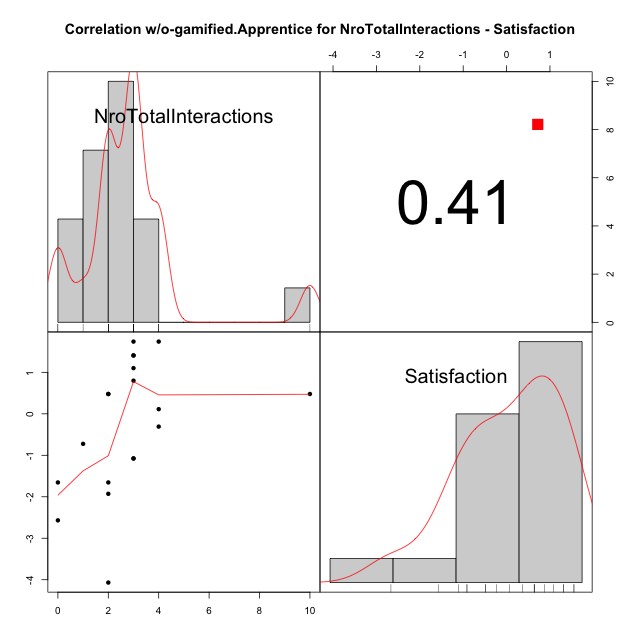 Correlation w/o-gamified.Apprentice for NroTotalInteractions - Satisfaction
-4 -3 -2 -1 0 1
NroTotalInteractions
0.41
10
8
6
4
2
0
Satisfaction
1
0
-1
-2
-3
-4
0 2 4 6 8 10